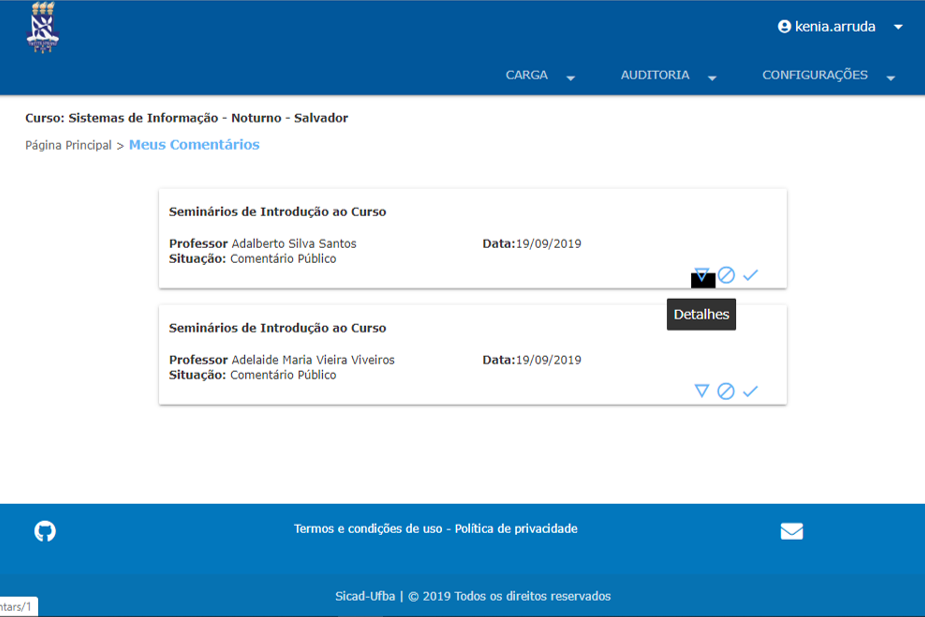 kenia.arruda
CARGA AUDITORIA CONFIGURAÇÕES
Curso: Sistemas de Informação - Noturno - Salvador
Página Principal > Meus Comentários
Seminários de Introdução ao Curso
Professor Adalberto Silva Santos Data:19/09/2019
Situação: Comentário Público
Detalhes
Seminários de Introdução ao Curso
Professor Adelaide Maria Vieira Viveiros Data:19/09/2019
Situação: Comentário Público
Termos e condições de uso - Política de privacidade
Sicad-Ufba | © 2019 Todos os direitos reservados
ntars/1